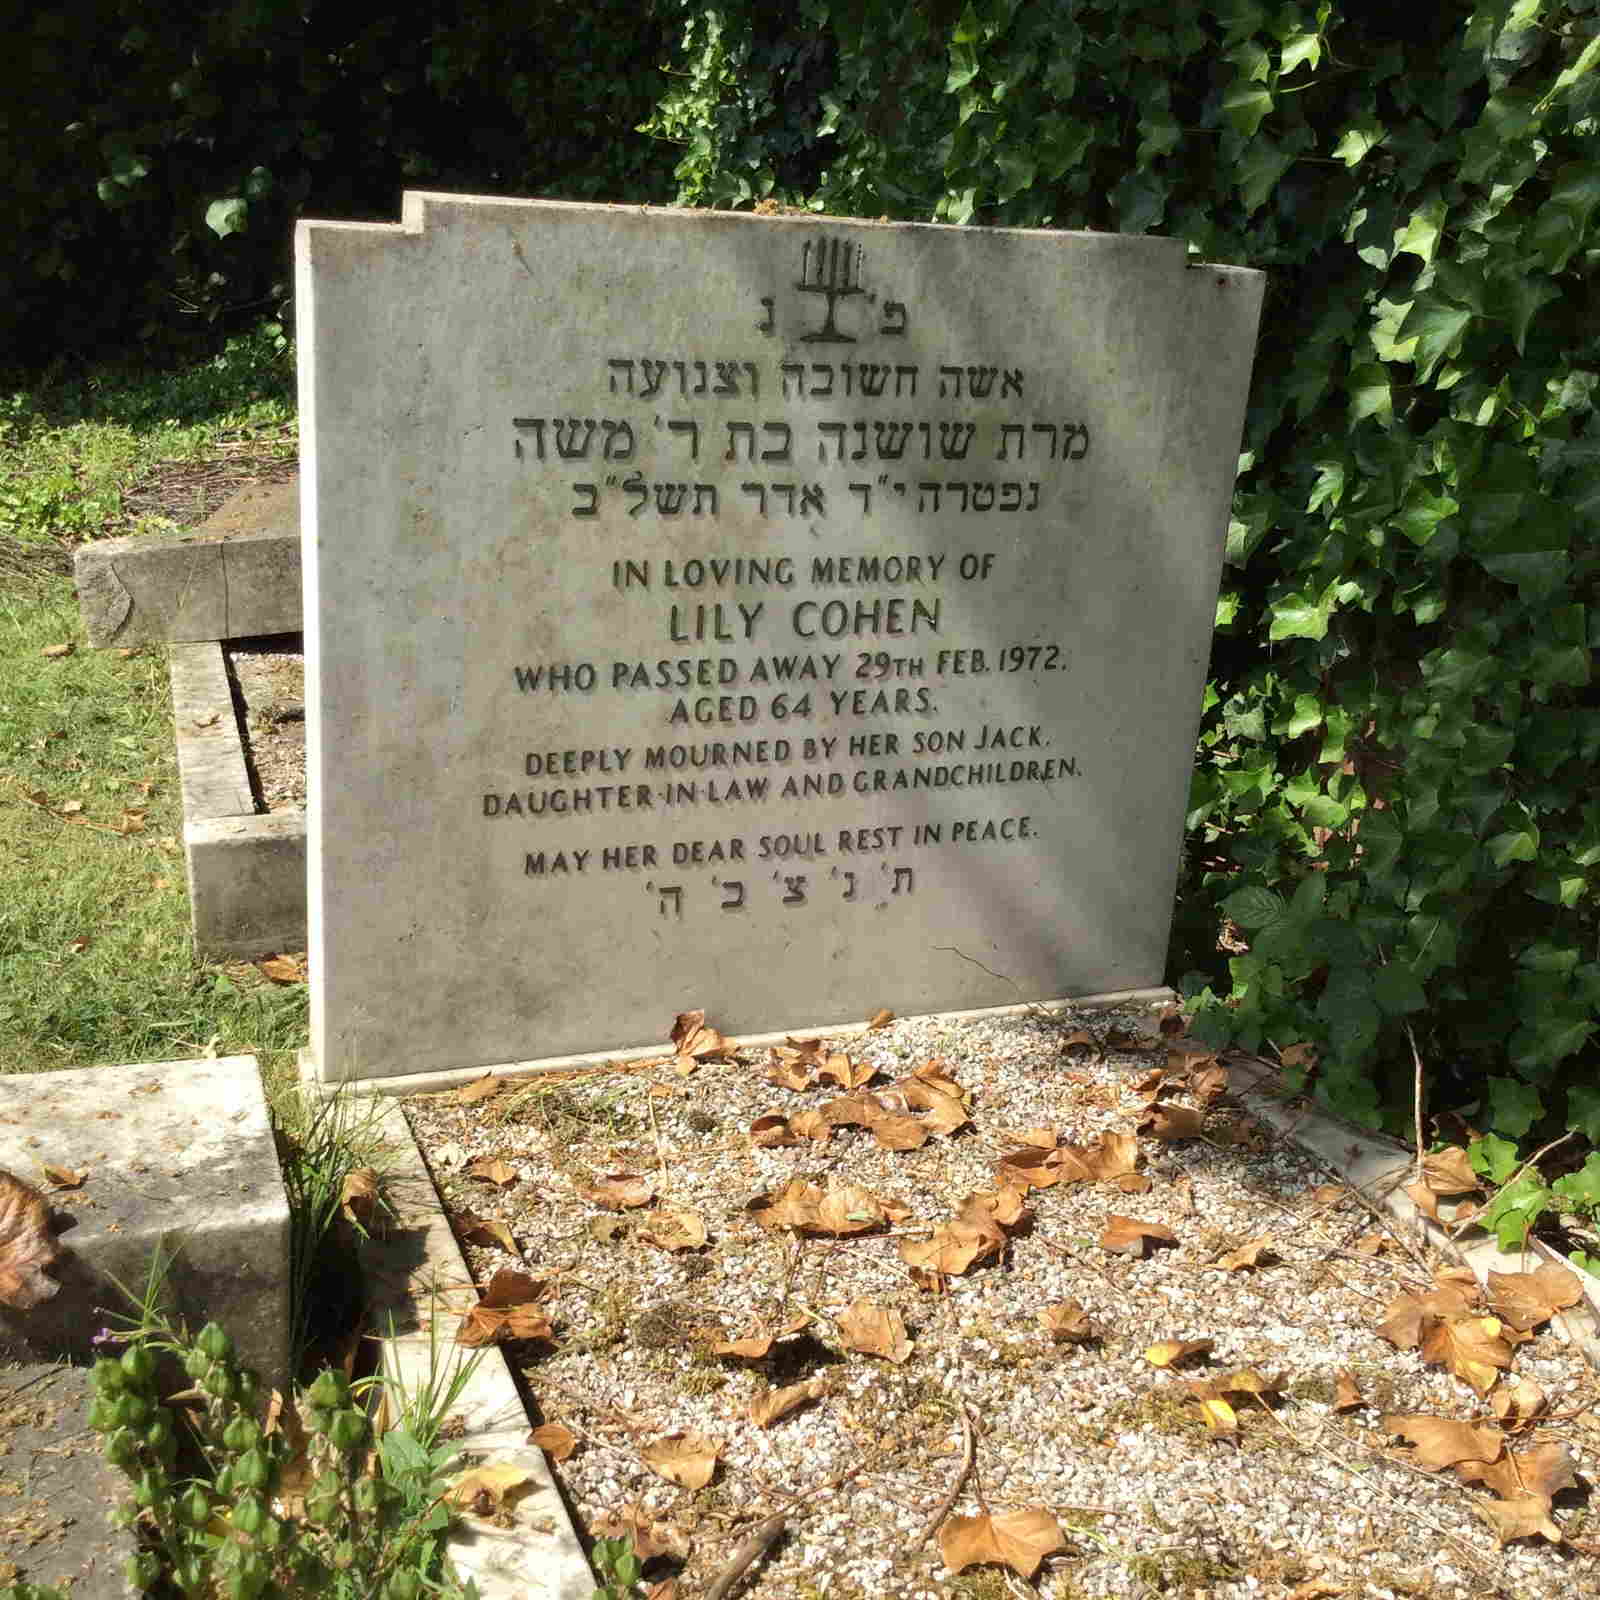 פ' נ
אשה חשובה וצנועה
מרת שושנה בת ר' משה
נפטרה י"ד אדר תשל"ב
IN LOVING MEMORY OF
LILY COHEN
WHO PASSED AWAY 29TH FEB. 1972.
AGED 64 YEARS.
DEEPLY MOURNED BY HER SON JACK.
DAUGHTER-IN-LAW AND GRANDCHILDREN.
MAY HER DEAR SOUL REST IN PEACE.
ת' נ' צ' ב' ה'